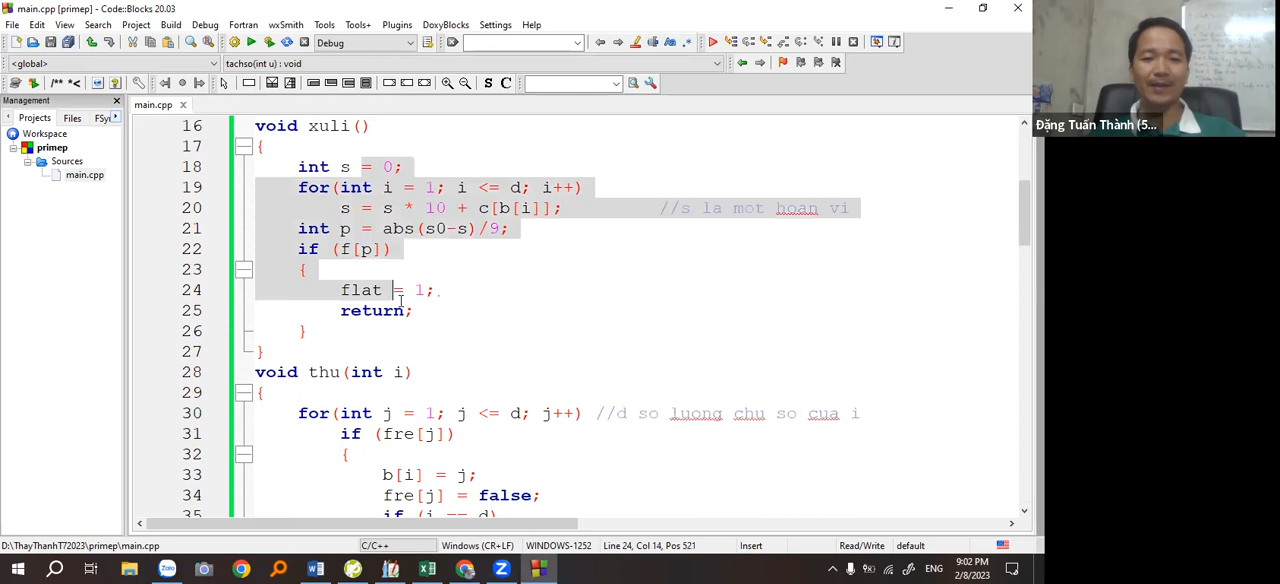 main.cpp [primep] - Code::Blocks 20.03
File Edit View Search Project Build Debug Fortran wxSmith Tools Tools+ Plugins DoxyBlocks Settings Help
Debug
<global> tachso(int u) : void
/** *< S C
Management
Projects Files FSy
Workspace
primep
Sources
main.cpp
main.cpp
16 void xuli()
17 {
18 int s = 0;
19 for(int i = 1; i <= d; i++)
20 s = s * 10 + c[b[i]]; //s la mot hoan vi
21 int p = abs(s0-s)/9;
22 if (f[p])
23 {
24 flat = 1;
25 return;
26 }
27 }
28 void thu(int i)
29 {
30 for(int j = 1; j <= d; j++) //d so luong chu so cua i
31 if (fre[j])
32 {
33 b[i] = j;
34 fre[j] = false;
35 if (i == d)
D:\ThayThanhT72023\primep\main.cpp C/C++ Windows (CR+LF) WINDOWS-1252 Line 24, Col 14, Pos 521 Insert Read/Write default
Zalo ENG 9:02 PM
2/8/2023
Đặng Tuấn Thành (5...